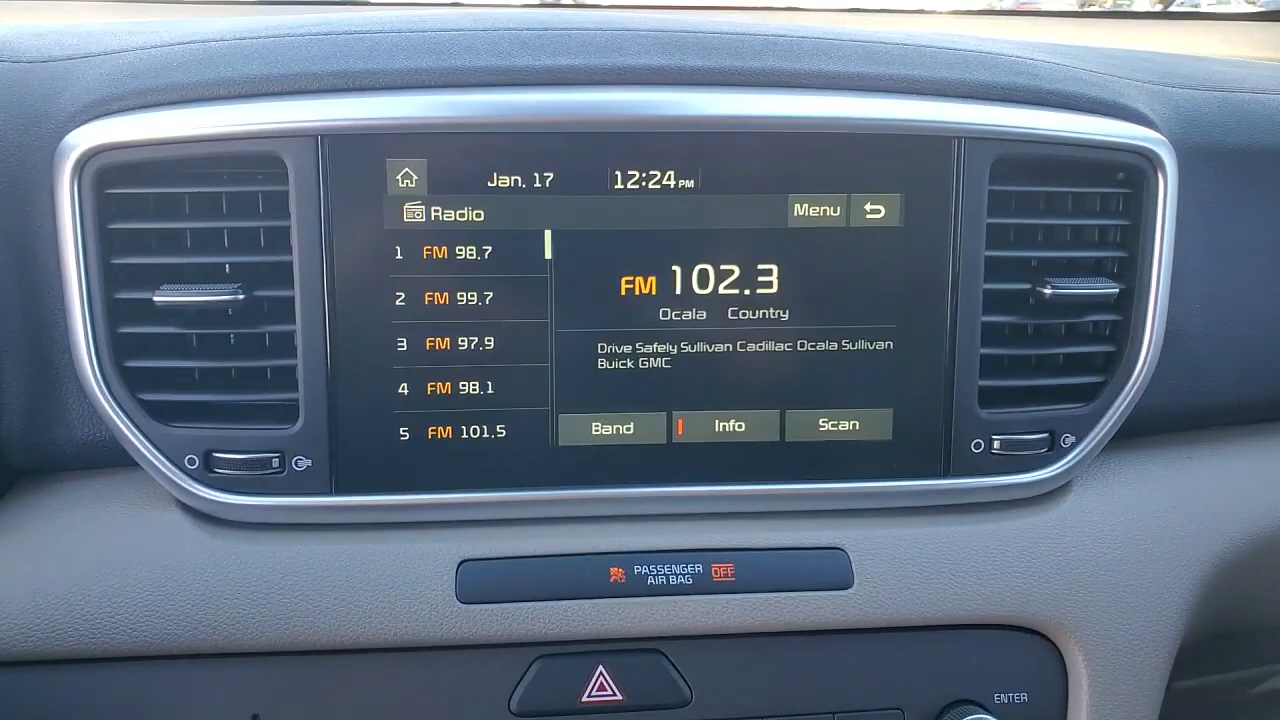 Jan. 17 12:24 PM
Radio Menu
1 FM 98.7
2 FM 99.7
3 FM 97.9
4 FM 98.1
5 FM 101.5
FM 102.3
Ocala Country
Drive Safely Sullivan Cadillac Ocala Sullivan
Buick GMC
Band Info Scan
PASSENGER
AIR BAG OFF
ENTER